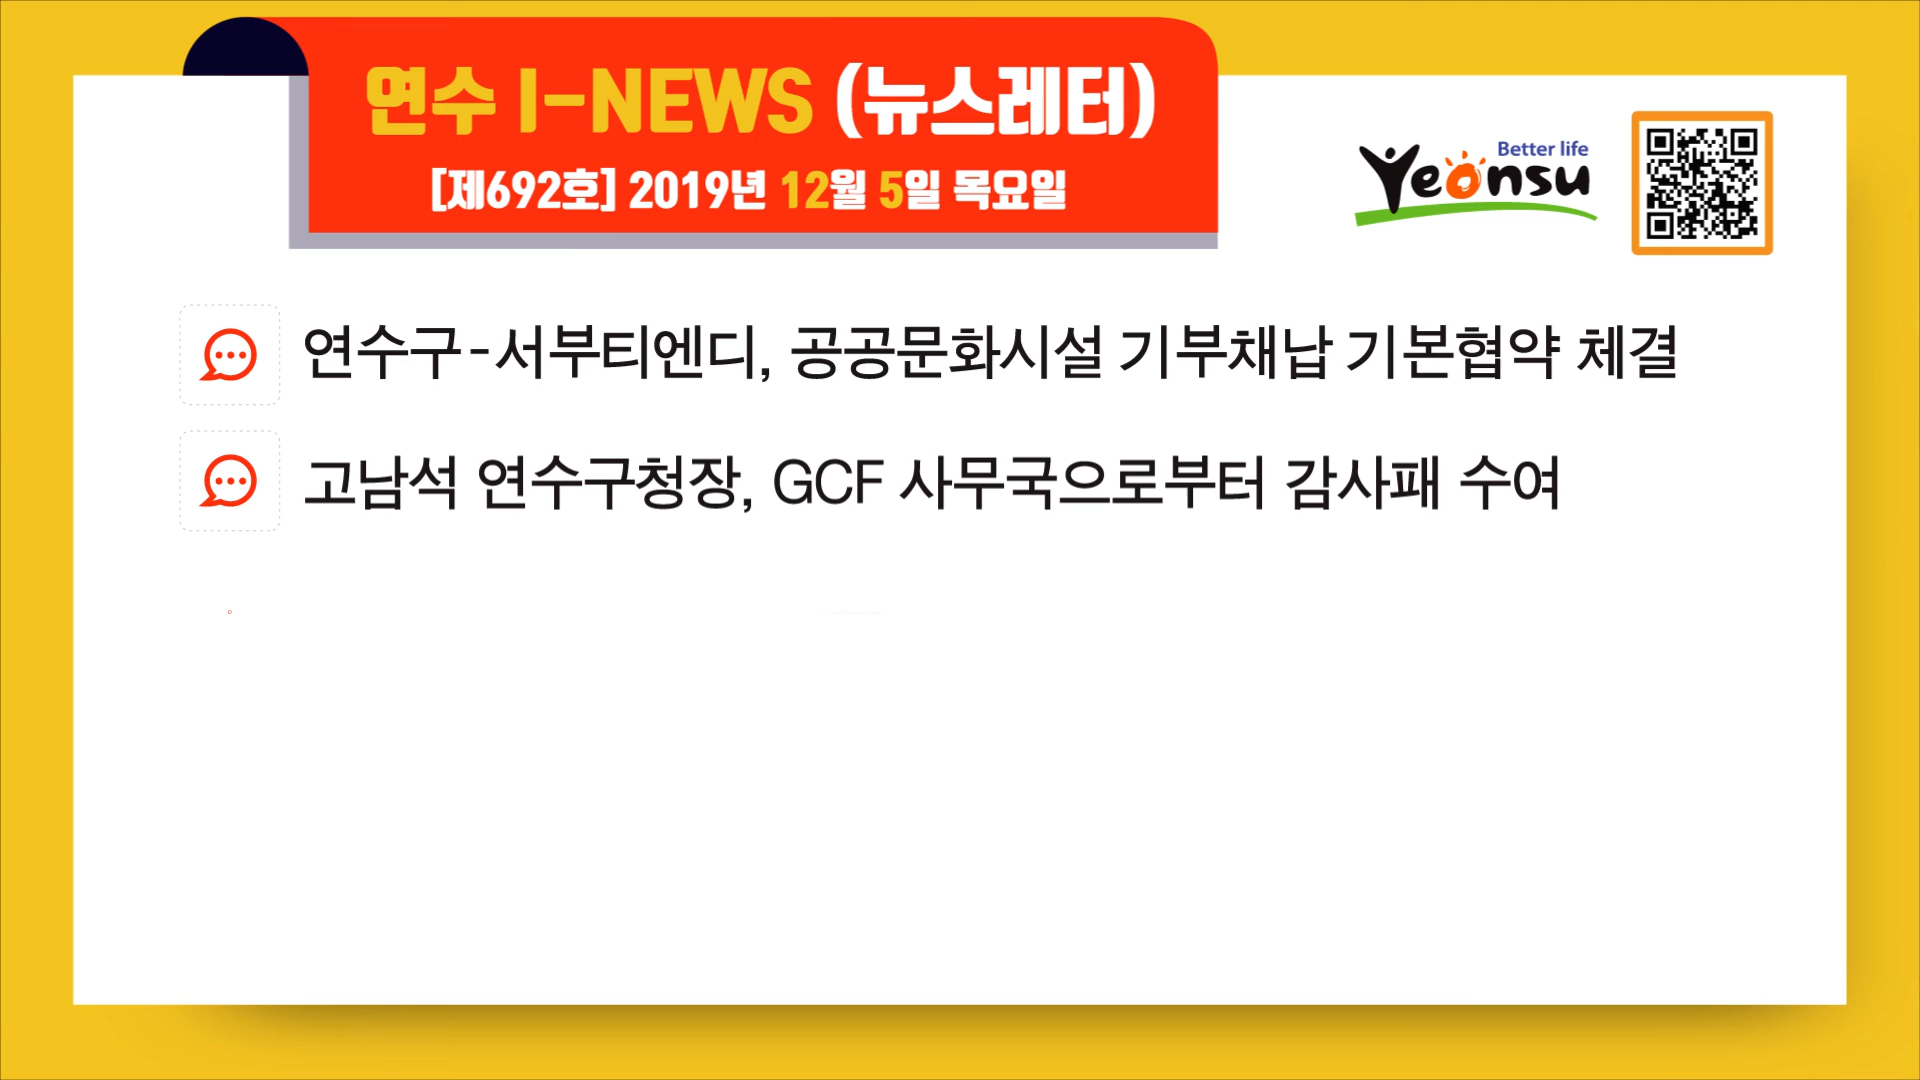 연수 I-NEWS (뉴스레터)
[제692호] 2019년 12월 5일 목요일
Better life
Yeonsu
연수구-서부티엔디, 공공문화시설 기부채납 기본협약 체결
고남석 연수구청장, GCF 사무국으로부터 감사패 수여